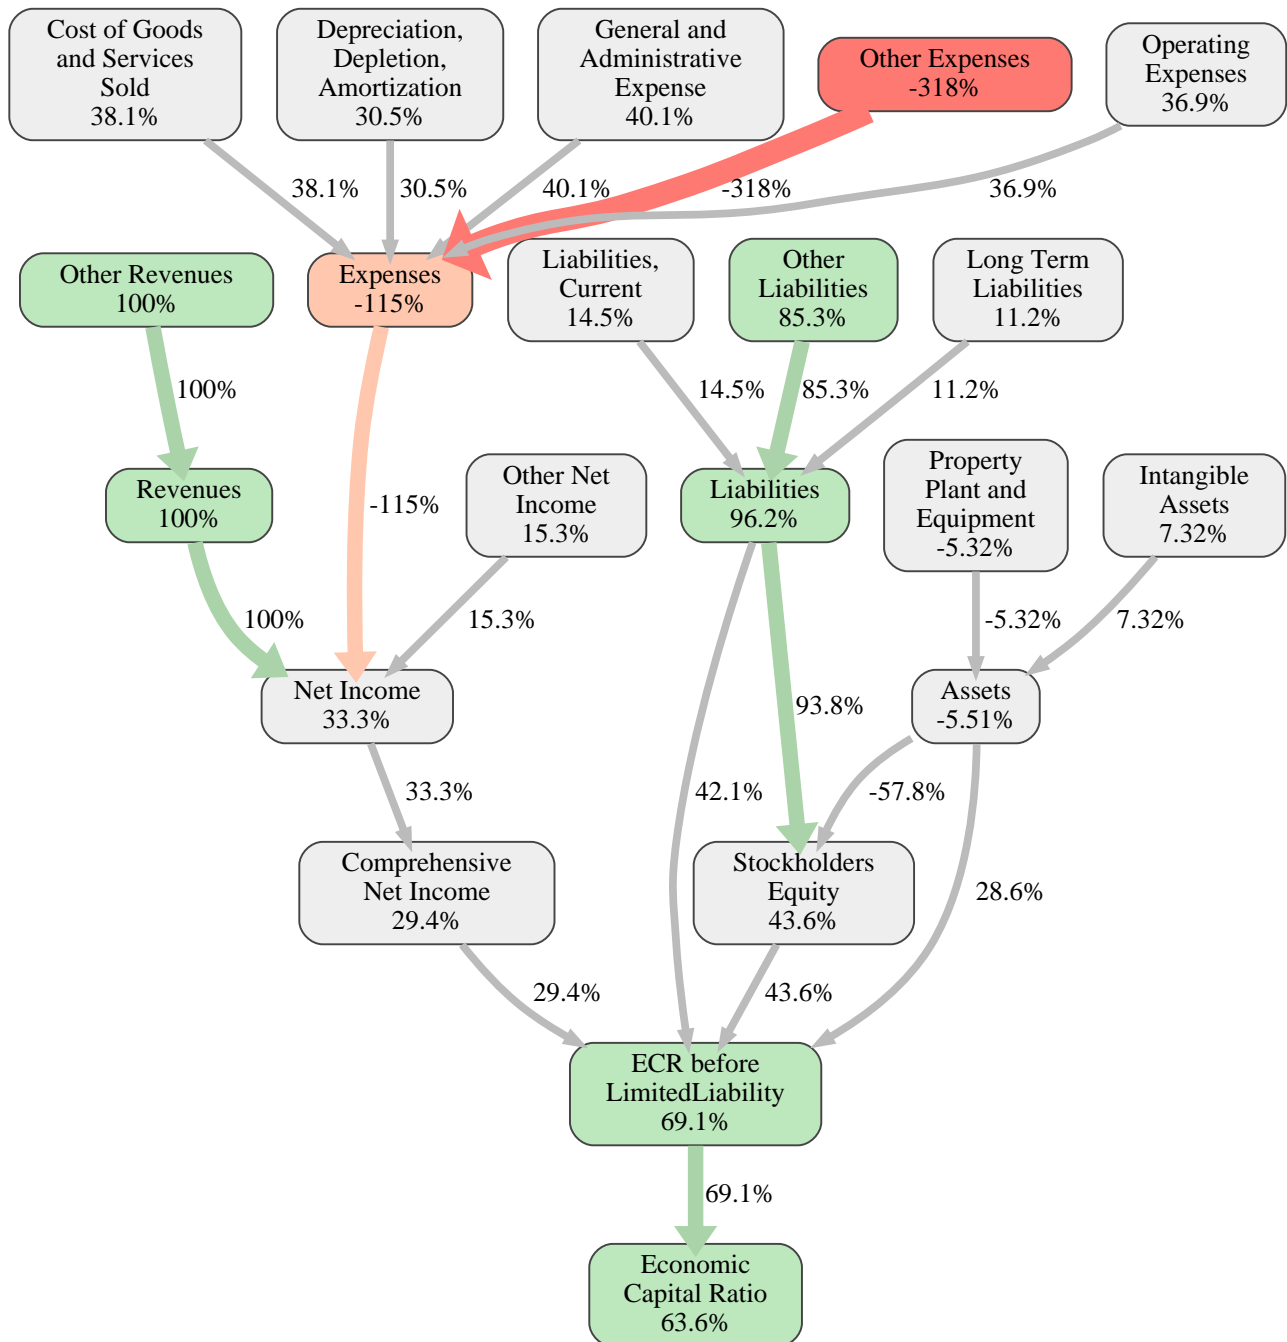 Cost of Goods
and Services
Sold
38.1%
Depreciation,
Depletion,
Amortization
30.5%
General and
Administrative
Expense
40.1%
Other Expenses
-318%
Operating
Expenses
36.9%
38.1%
30.5%
40.1%
-318%
36.9%
Other Revenues
100%
Expenses
-115%
Liabilities,
Current
14.5%
Other
Liabilities
85.3%
Long Term
Liabilities
11.2%
100%
14.5%
85.3%
11.2%
Revenues
100%
-115%
Other Net
Income
15.3%
Liabilities
96.2%
Property
Plant and
Equipment
-5.32%
Intangible
Assets
7.32%
100%
15.3%
-5.32%
7.32%
Net Income
33.3%
93.8%
Assets
-5.51%
33.3%
42.1%
-57.8%
Comprehensive
Net Income
29.4%
Stockholders
Equity
43.6%
28.6%
29.4%
43.6%
ECR before
LimitedLiability
69.1%
69.1%
Economic
Capital Ratio
63.6%